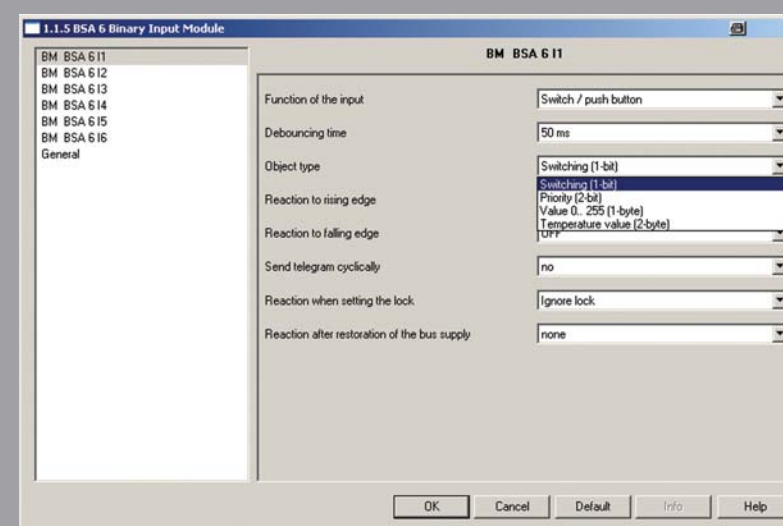 1.1.5 BSA 6 Binary Input Module
BM BSA 6 I1
BM BSA 6 I2
BM BSA 6 I3
BM BSA 6 I4
BM BSA 6 I5
BM BSA 6 I6
General
BM BSA 6 I1
Function of the input
Switch / push button
Debouncing time
50 ms
Object type
Switching (1-bit)
Switching (1-bit)
Priority (2-bit)
Value 0.. 255 (1-byte)
Temperature value (2-byte)
Reaction to rising edge
Reaction to falling edge
OFF
Send telegram cyclically
no
Reaction when setting the lock
Ignore lock
Reaction after restoration of the bus supply
none
OK
Cancel
Default
Info
Help